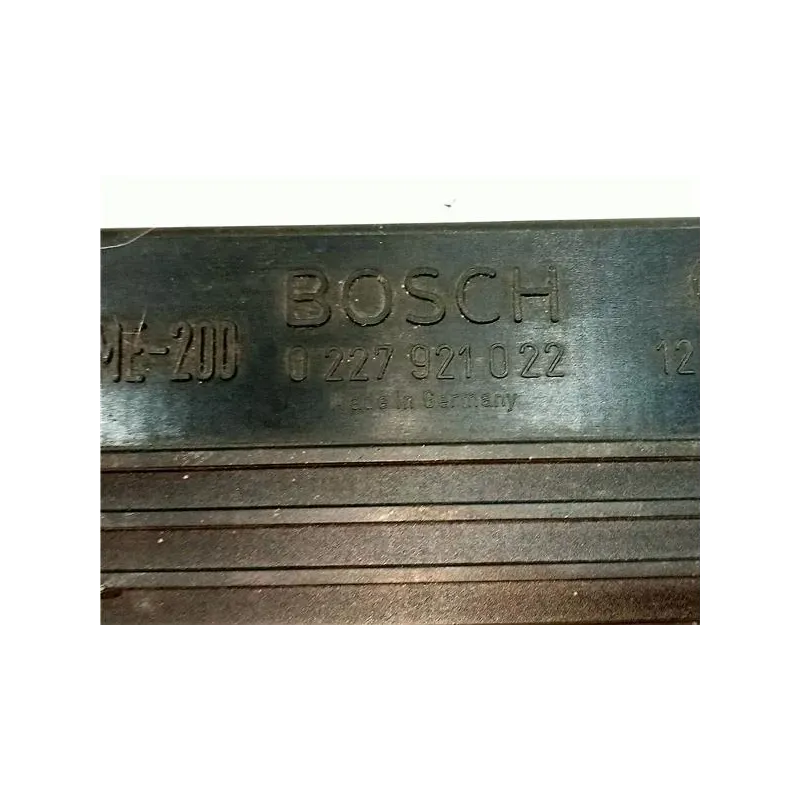 BOSCH
ME-200 0 227 921 022 12
Made in Germany